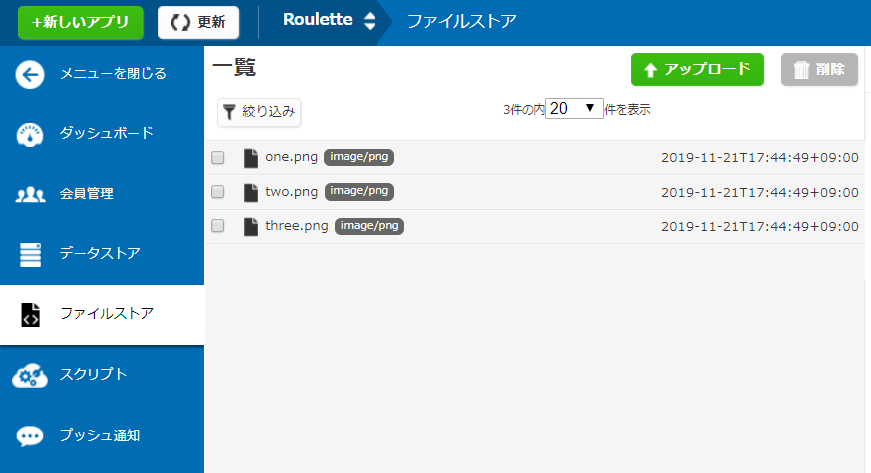 +新しいアプリ 更新 Roulette ファイルストア
メニューを閉じる
ダッシュボード
会員管理
データストア
ファイルストア
スクリプト
プッシュ通知
一覧 アップロード 削除
絞り込み 3件の内 20 件を表示
one.png image/png 2019-11-21T17:44:49+09:00
two.png image/png 2019-11-21T17:44:49+09:00
three.png image/png 2019-11-21T17:44:49+09:00